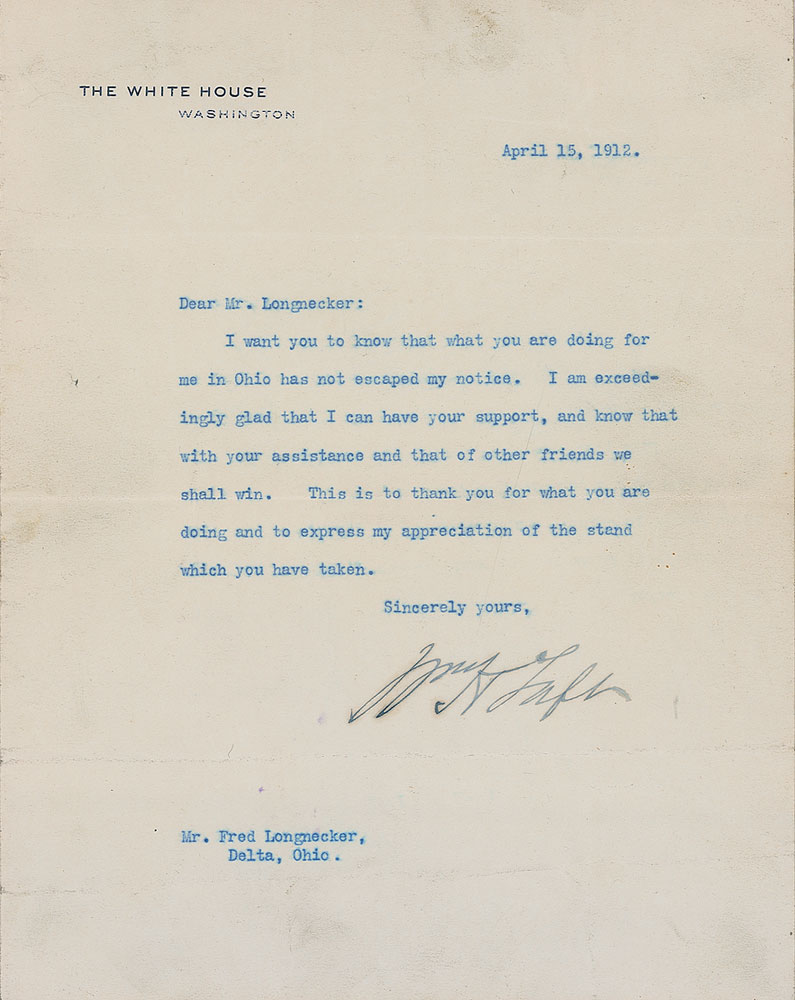 THE WHITE HOUSE
WASHINGTON
April 15, 1912.
Dear Mr. Longnecker:
I want you to know that what you are doing for
me in Ohio has not escaped my notice. I am exceed-
ingly glad that I can have your support, and know that
with your assistance and that of other friends we
shall win. This is to thank you for what you are
doing and to express my appreciation of the stand
which you have taken.
Sincerely yours,
Wm H Taft
Mr. Fred Longnecker,
Delta, Ohio.